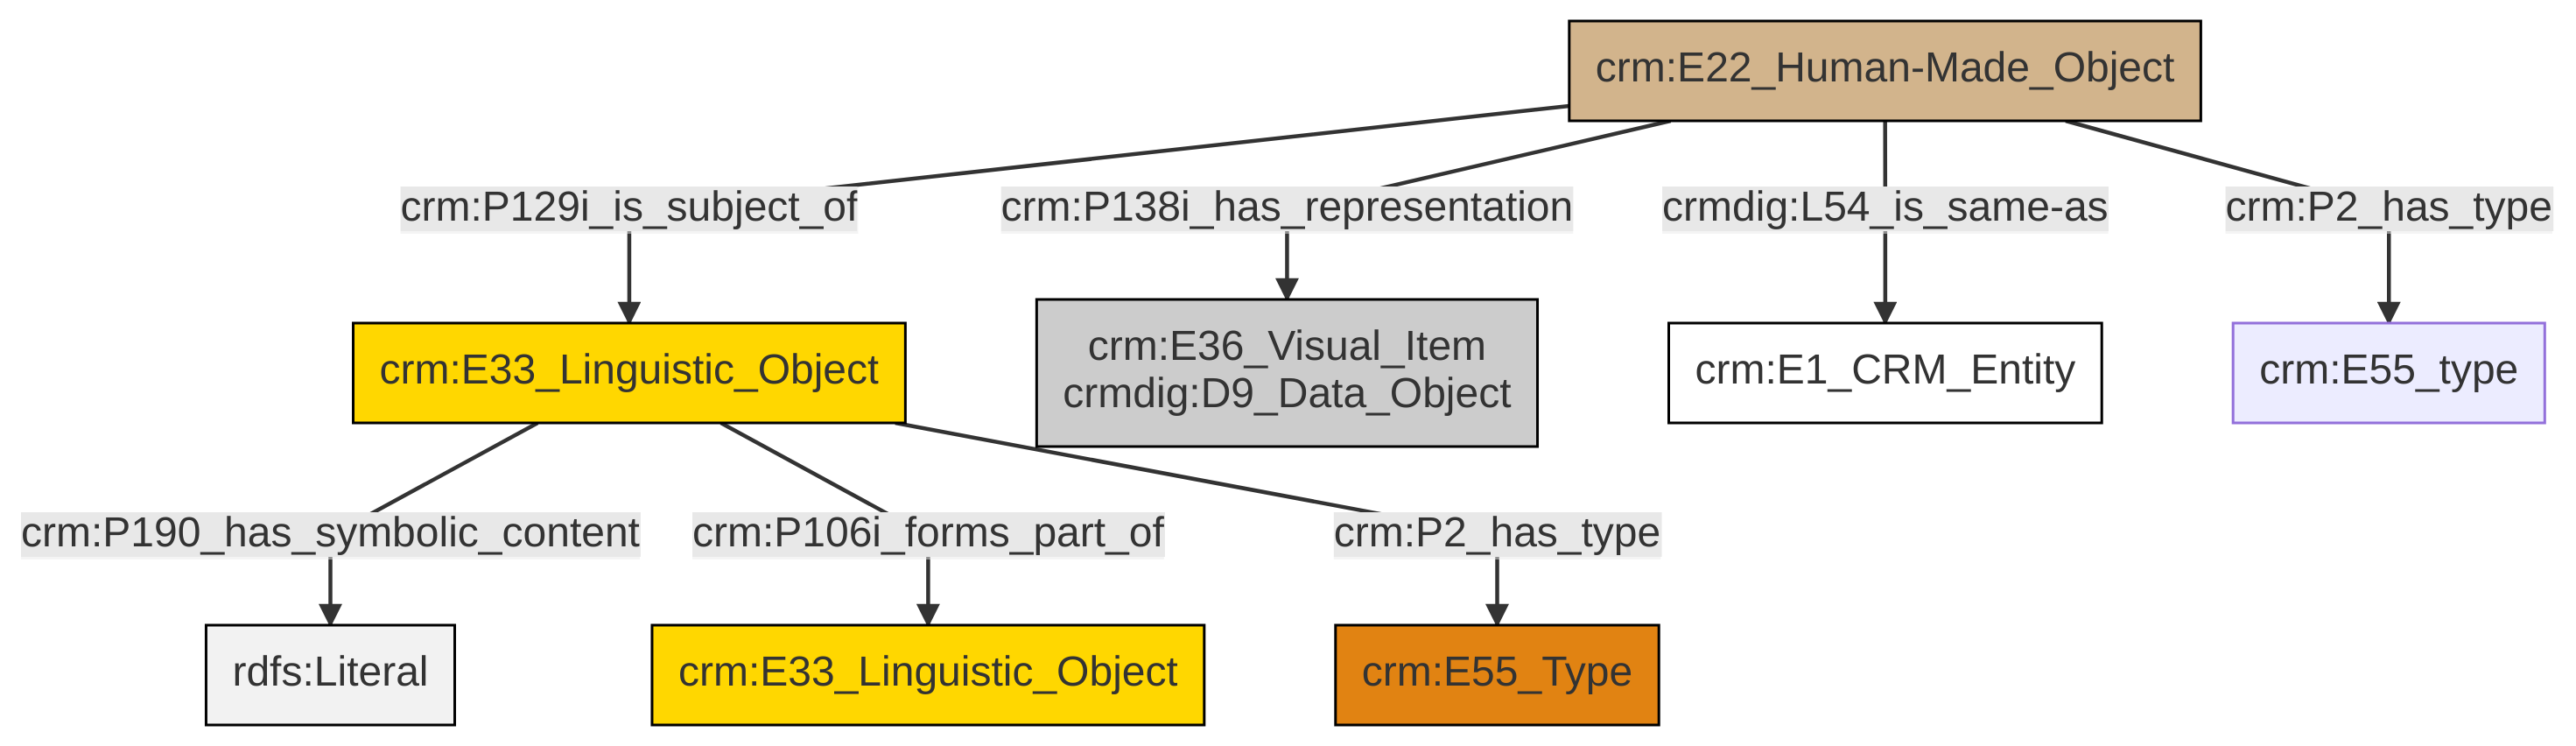 crm:E22_Human-Made_Object
crm:P129i_is_subject_of
crm:P138i_has_representation
crmdig:L54_is_same-as
crm:P2_has_type
crm:E33_Linguistic_Object
crm:E36_Visual_Item
crmdig:D9_Data_Object
crm:E1_CRM_Entity
crm:E55_type
crm:P190_has_symbolic_content
crm:P106i_forms_part_of
crm:P2_has_type
rdfs:Literal
crm:E33_Linguistic_Object
crm:E55_Type